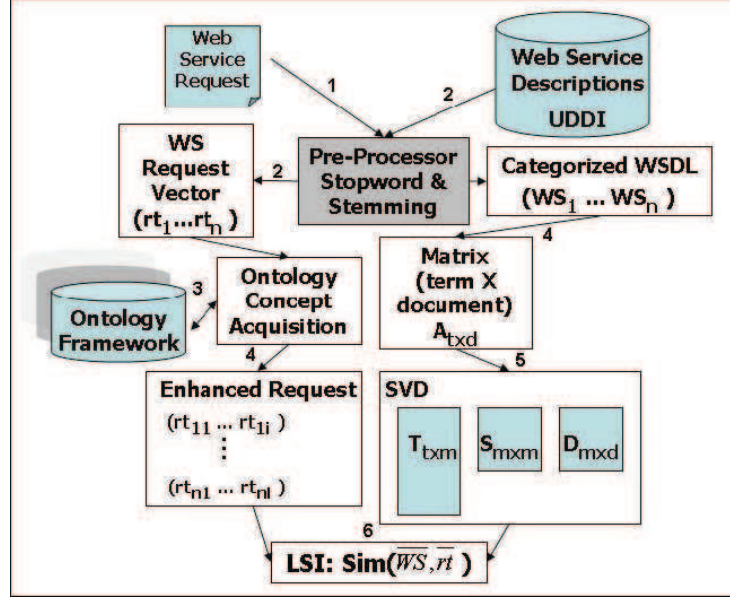 Web
Service
Request
1
2
Web Service
Descriptions
UDDI
WS
Request
Vector
(rt1...rtn)
2
Pre-Processor
Stopword &
Stemming
Categorized WSDL
(WS1 ... WSn)
4
Matrix
(term X
document)
Atxd
Ontology
Framework
3
Ontology
Concept
Acquisition
4
5
Enhanced Request
(rt11 ... rt1i)
⋮
(rtn1 ... rtnl)
SVD
Ttxm
Smxm
Dmxd
6
LSI: Sim(WS,rt)